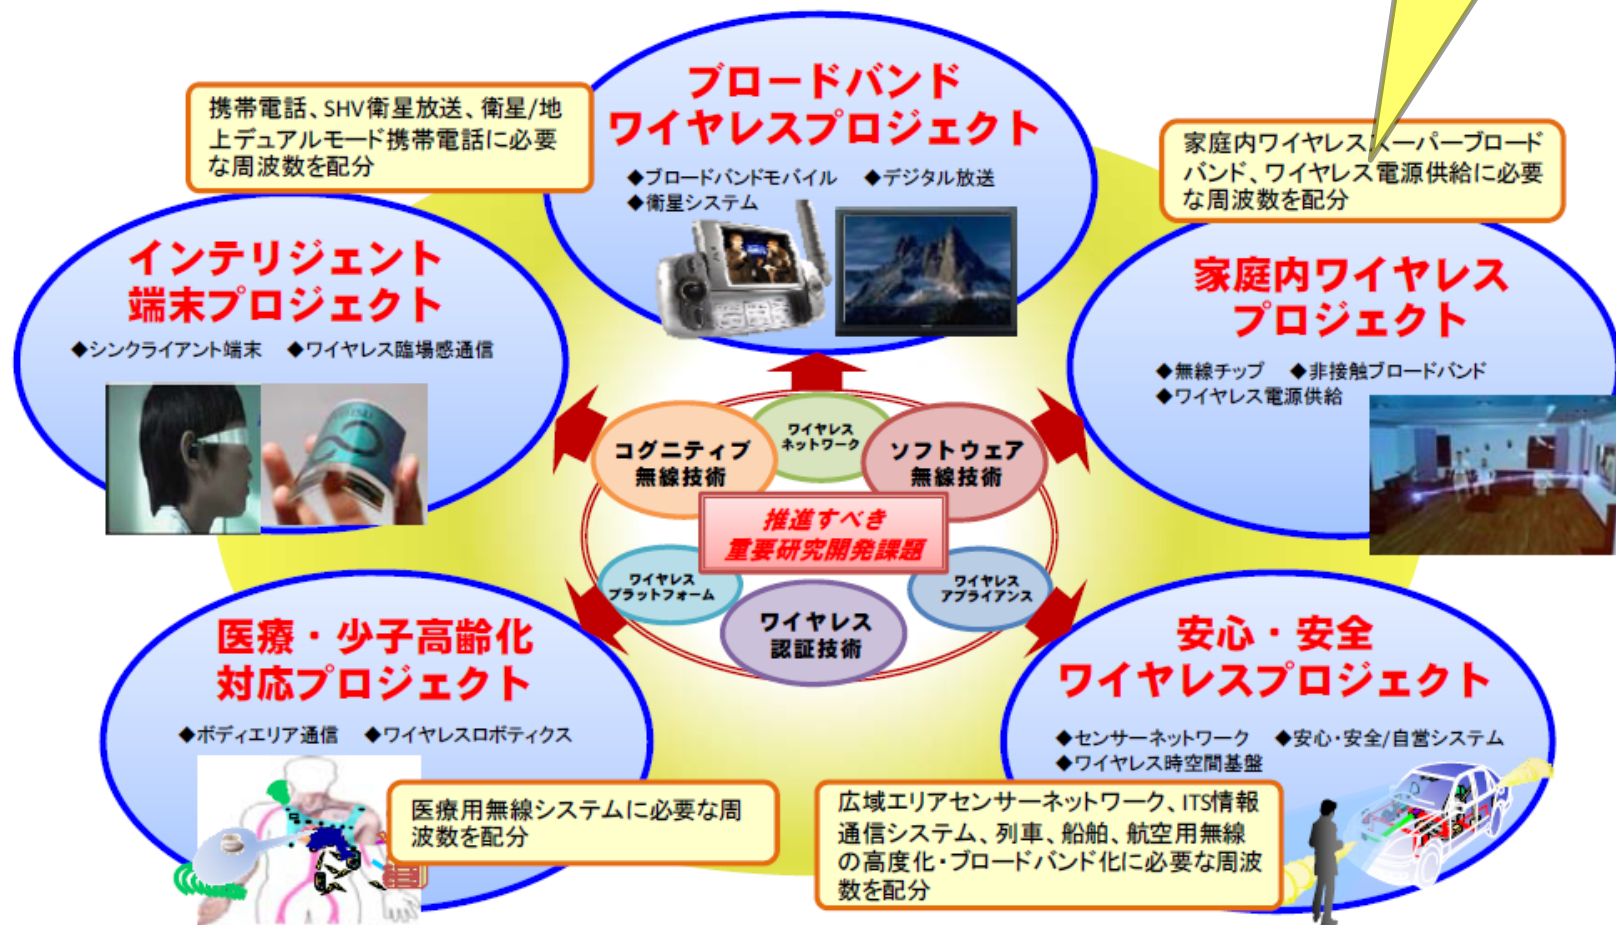 ブロードバンド
ワイヤレスプロジェクト
◆ブロードバンドモバイル ◆デジタル放送
◆衛星システム
携帯電話、SHV衛星放送、衛星/地
上デュアルモード携帯電話に必要
な周波数を配分
家庭内ワイヤレススーパーブロード
バンド、ワイヤレス電源供給に必要
な周波数を配分
インテリジェント
端末プロジェクト
◆シンクライアント端末 ◆ワイヤレス臨場感通信
家庭内ワイヤレス
プロジェクト
◆無線チップ ◆非接触ブロードバンド
◆ワイヤレス電源供給
コグニティブ
無線技術
ワイヤレス
ネットワーク
ソフトウェア
無線技術
推進すべき
重要研究開発課題
ワイヤレス
プラットフォーム
ワイヤレス
認証技術
ワイヤレス
アプライアンス
医療・少子高齢化
対応プロジェクト
◆ボディエリア通信 ◆ワイヤレスロボティクス
医療用無線システムに必要な周
波数を配分
安心・安全
ワイヤレスプロジェクト
◆センサーネットワーク ◆安心・安全/自営システム
◆ワイヤレス時空間基盤
広域エリアセンサーネットワーク、ITS情報
通信システム、列車、船舶、航空用無線
の高度化・ブロードバンド化に必要な周波
数を配分